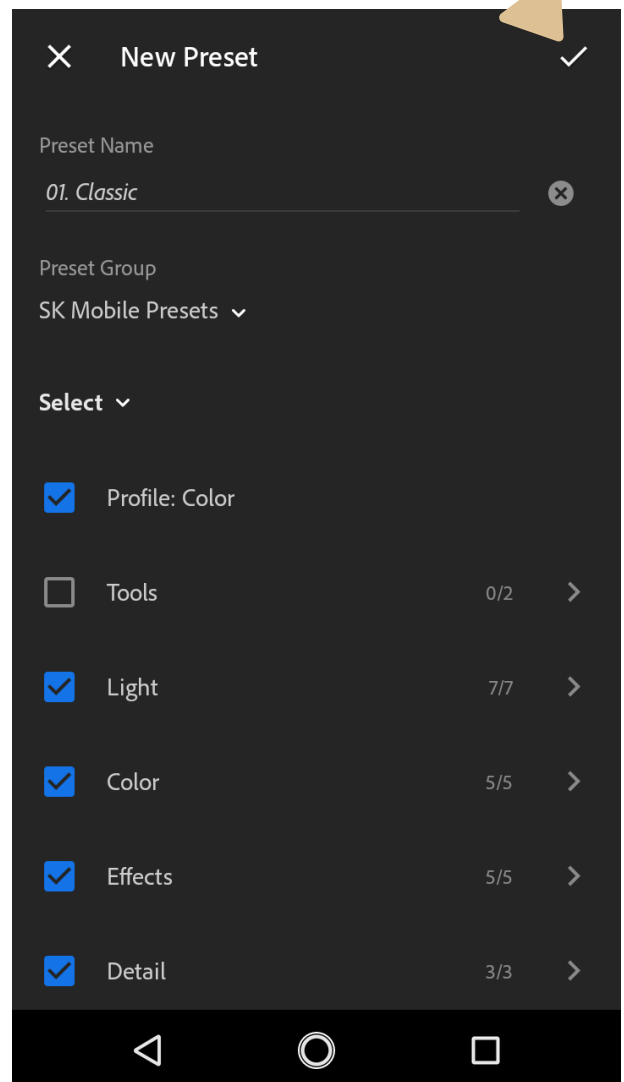 New Preset
Preset Name
01. Classic
Preset Group
SK Mobile Presets
Select
Profile: Color
Tools 0/2
Light 7/7
Color 5/5
Effects 5/5
Detail 3/3